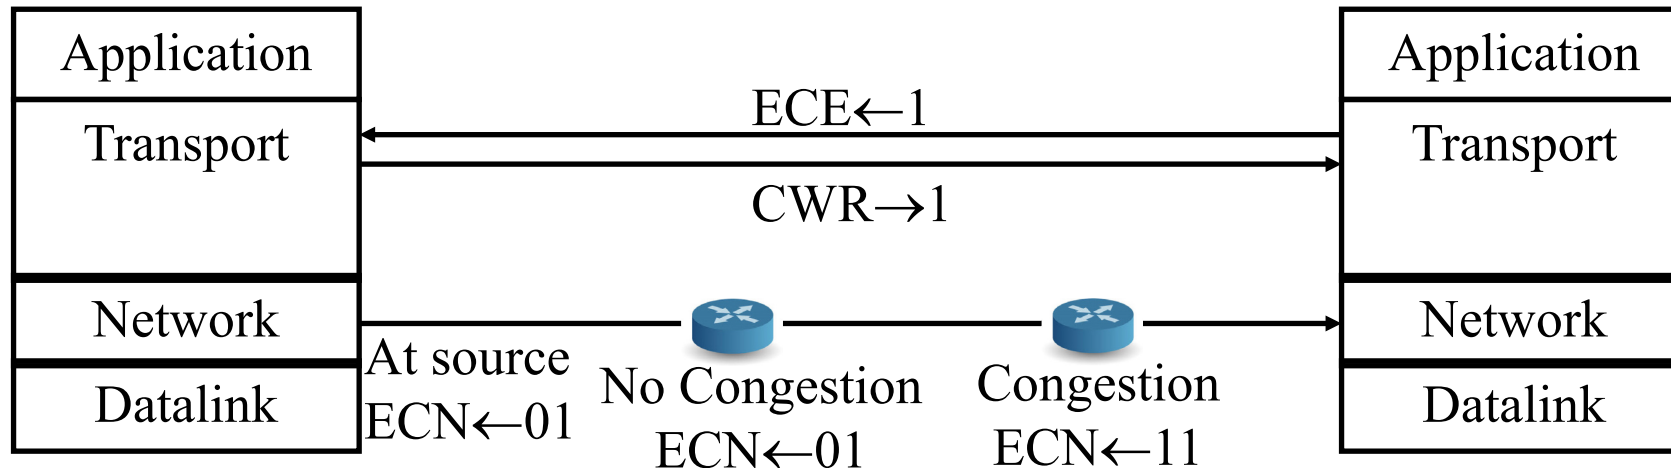 Application
Transport
Network
Datalink
ECE←1
CWR→1
At source
ECN←01
No Congestion
ECN←01
Congestion
ECN←11
Application
Transport
Network
Datalink